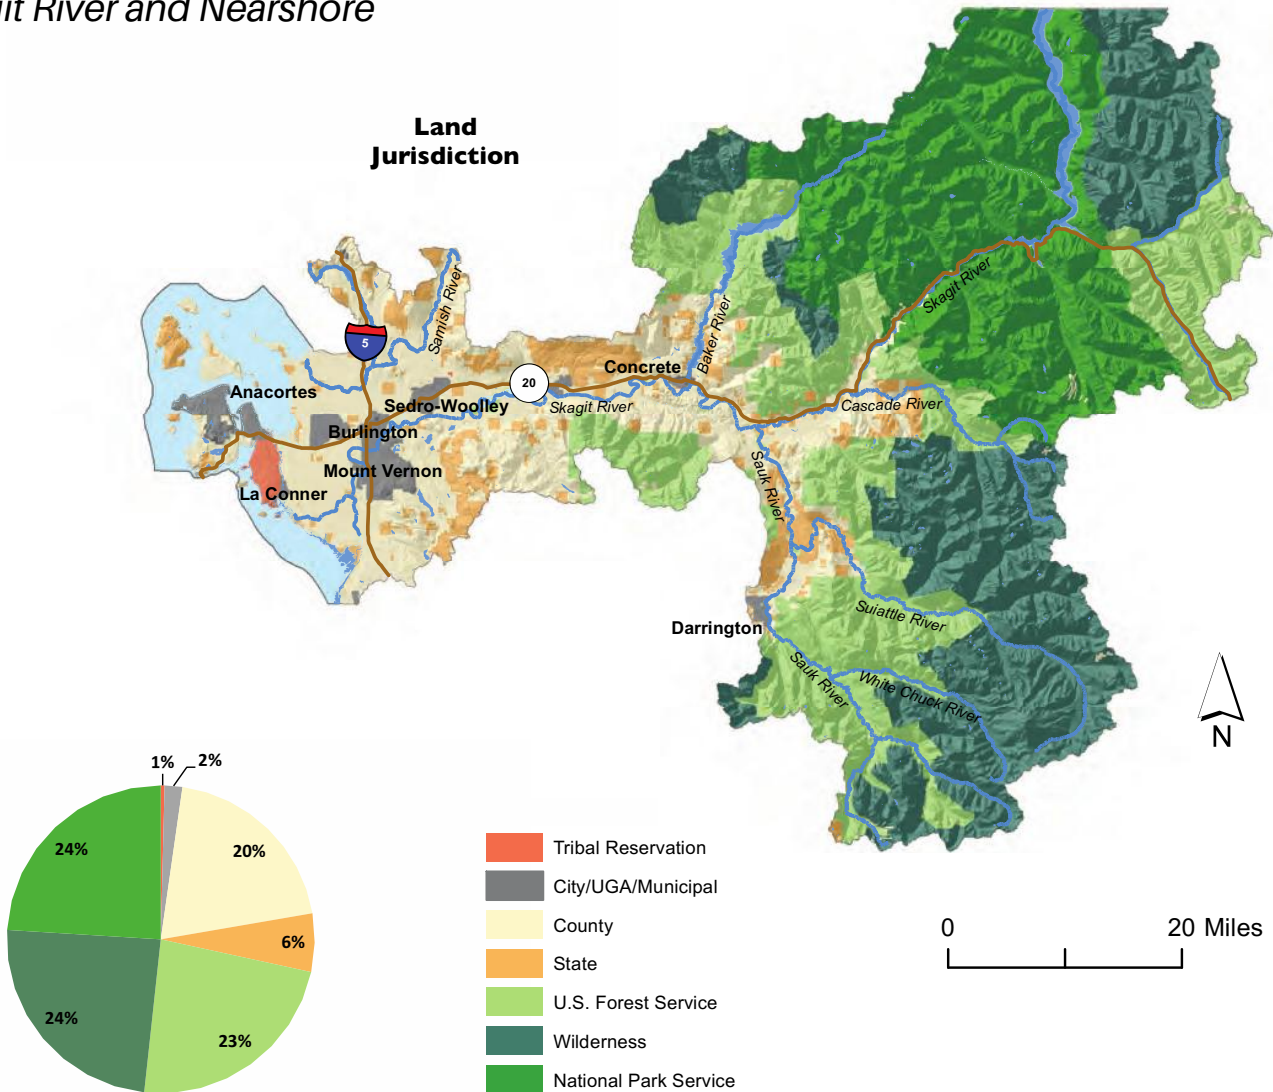 it River and Nearshore
Land
Jurisdiction
Samish River
5
Baker River
Skagit River
Concrete
20
Anacortes
Sedro-Woolley
Skagit River
Cascade River
Burlington
Mount Vernon
La Conner
Sauk River
Suiattle River
Darrington
Sauk River
White Chuck River
N
1%
2%
24%
20%
6%
24%
23%
Tribal Reservation
City/UGA/Municipal
County
State
U.S. Forest Service
Wilderness
National Park Service
0 20 Miles